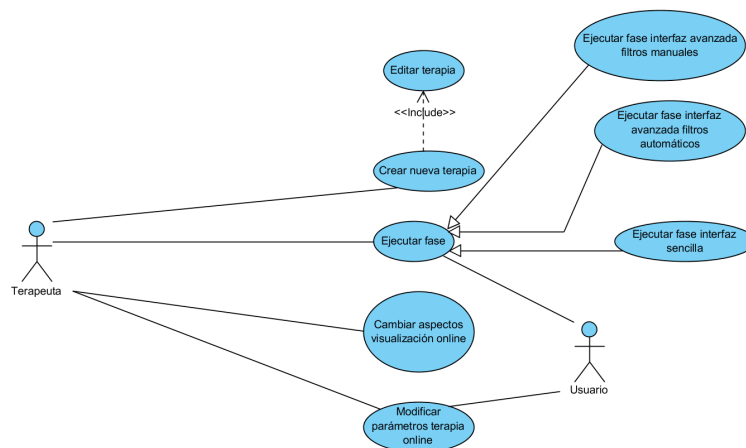 Ejecutar fase interfaz avanzada
filtros manuales
Editar terapia
<<Include>>
Ejecutar fase interfaz
avanzada filtros
automáticos
Crear nueva terapia
Ejecutar fase
Ejecutar fase interfaz
sencilla
Terapeuta
Cambiar aspectos
visualización online
Usuario
Modificar
parámetros terapia
online